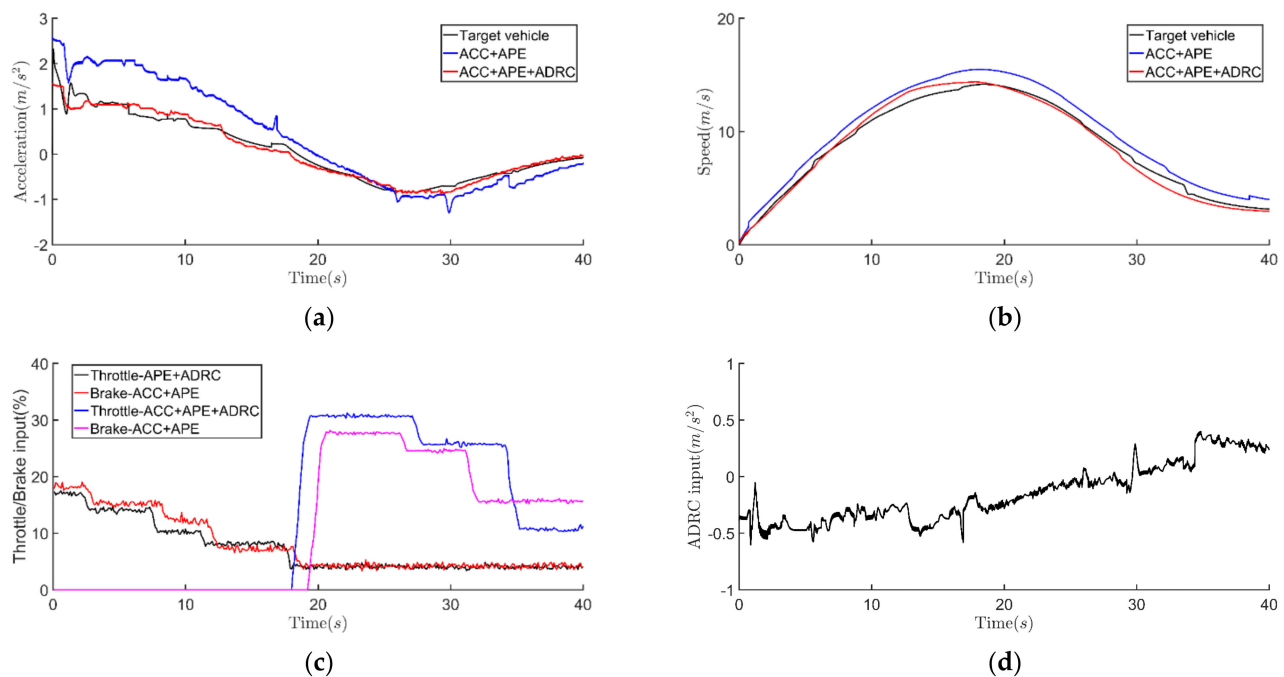 3
2
1
0
-1
-2
Acceleration(m/s²)
Target vehicle
ACC+APE
ACC+APE+ADRC
0
10
20
30
40
Time(s)
(a)
20
10
0
Speed(m/s)
Target vehicle
ACC+APE
ACC+APE+ADRC
0
10
20
30
40
Time(s)
(b)
40
30
20
10
0
Throttle/Brake input(%)
Throttle-APE+ADRC
Brake-ACC+APE
Throttle-ACC+APE+ADRC
Brake-ACC+APE
0
10
20
30
40
Time(s)
(c)
1
0.5
0
-0.5
-1
ADRC input(m/s²)
0
10
20
30
40
Time(s)
(d)